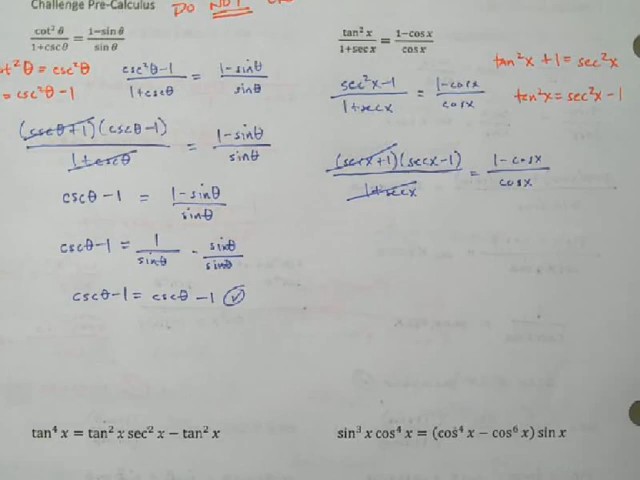 Challenge Pre-Calculus
DO NOT
cot² θ / 1+csc θ = 1−sin θ / sin θ
cot²θ = csc²θ
= csc²θ − 1
csc²θ−1 / 1+cscθ = 1−sinθ / sinθ
(cscθ+1)(cscθ−1) / 1+cscθ = 1−sinθ / sinθ
cscθ−1 = 1−sinθ / sinθ
cscθ−1 = 1/sinθ − sinθ/sinθ
cscθ−1 = cscθ −1 ✓
tan² x / 1+sec x = 1−cos x / cos x
tan²x + 1 = sec²x
tan²x = sec²x − 1
sec²x−1 / 1+secx = 1−cosx / cosx
(secx+1)(secx−1) / 1+secx = 1−cosx / cosx
tan⁴ x = tan² x sec² x − tan² x
sin³ x cos⁴ x = (cos⁴ x − cos⁶ x) sin x